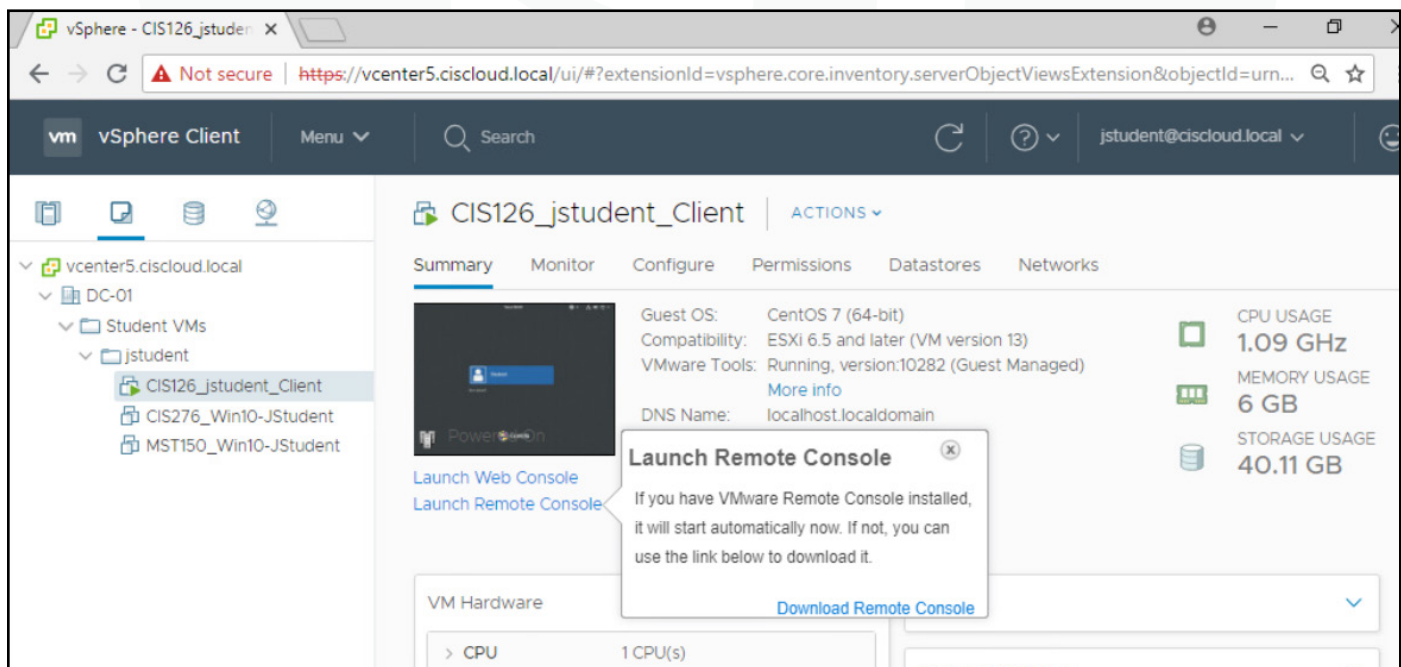 vSphere - CIS126_jstuden
Not secure | https://vcenter5.ciscloud.local/ui/#?extensionId=vsphere.core.inventory.serverObjectViewsExtension&objectId=urn...
vm vSphere Client Menu Search jstudent@ciscloud.local
CIS126_jstudent_Client ACTIONS
Summary Monitor Configure Permissions Datastores Networks
vcenter5.ciscloud.local
DC-01
Student VMs
jstudent
CIS126_jstudent_Client
CIS276_Win10-JStudent
MST150_Win10-JStudent
Powered On
Launch Web Console
Launch Remote Console
Guest OS: CentOS 7 (64-bit)
Compatibility: ESXi 6.5 and later (VM version 13)
VMware Tools: Running, version:10282 (Guest Managed)
More info
DNS Name: localhost.localdomain
CPU USAGE
1.09 GHz
MEMORY USAGE
6 GB
STORAGE USAGE
40.11 GB
Launch Remote Console
If you have VMware Remote Console installed,
it will start automatically now. If not, you can
use the link below to download it.
Download Remote Console
VM Hardware
CPU 1 CPU(s)